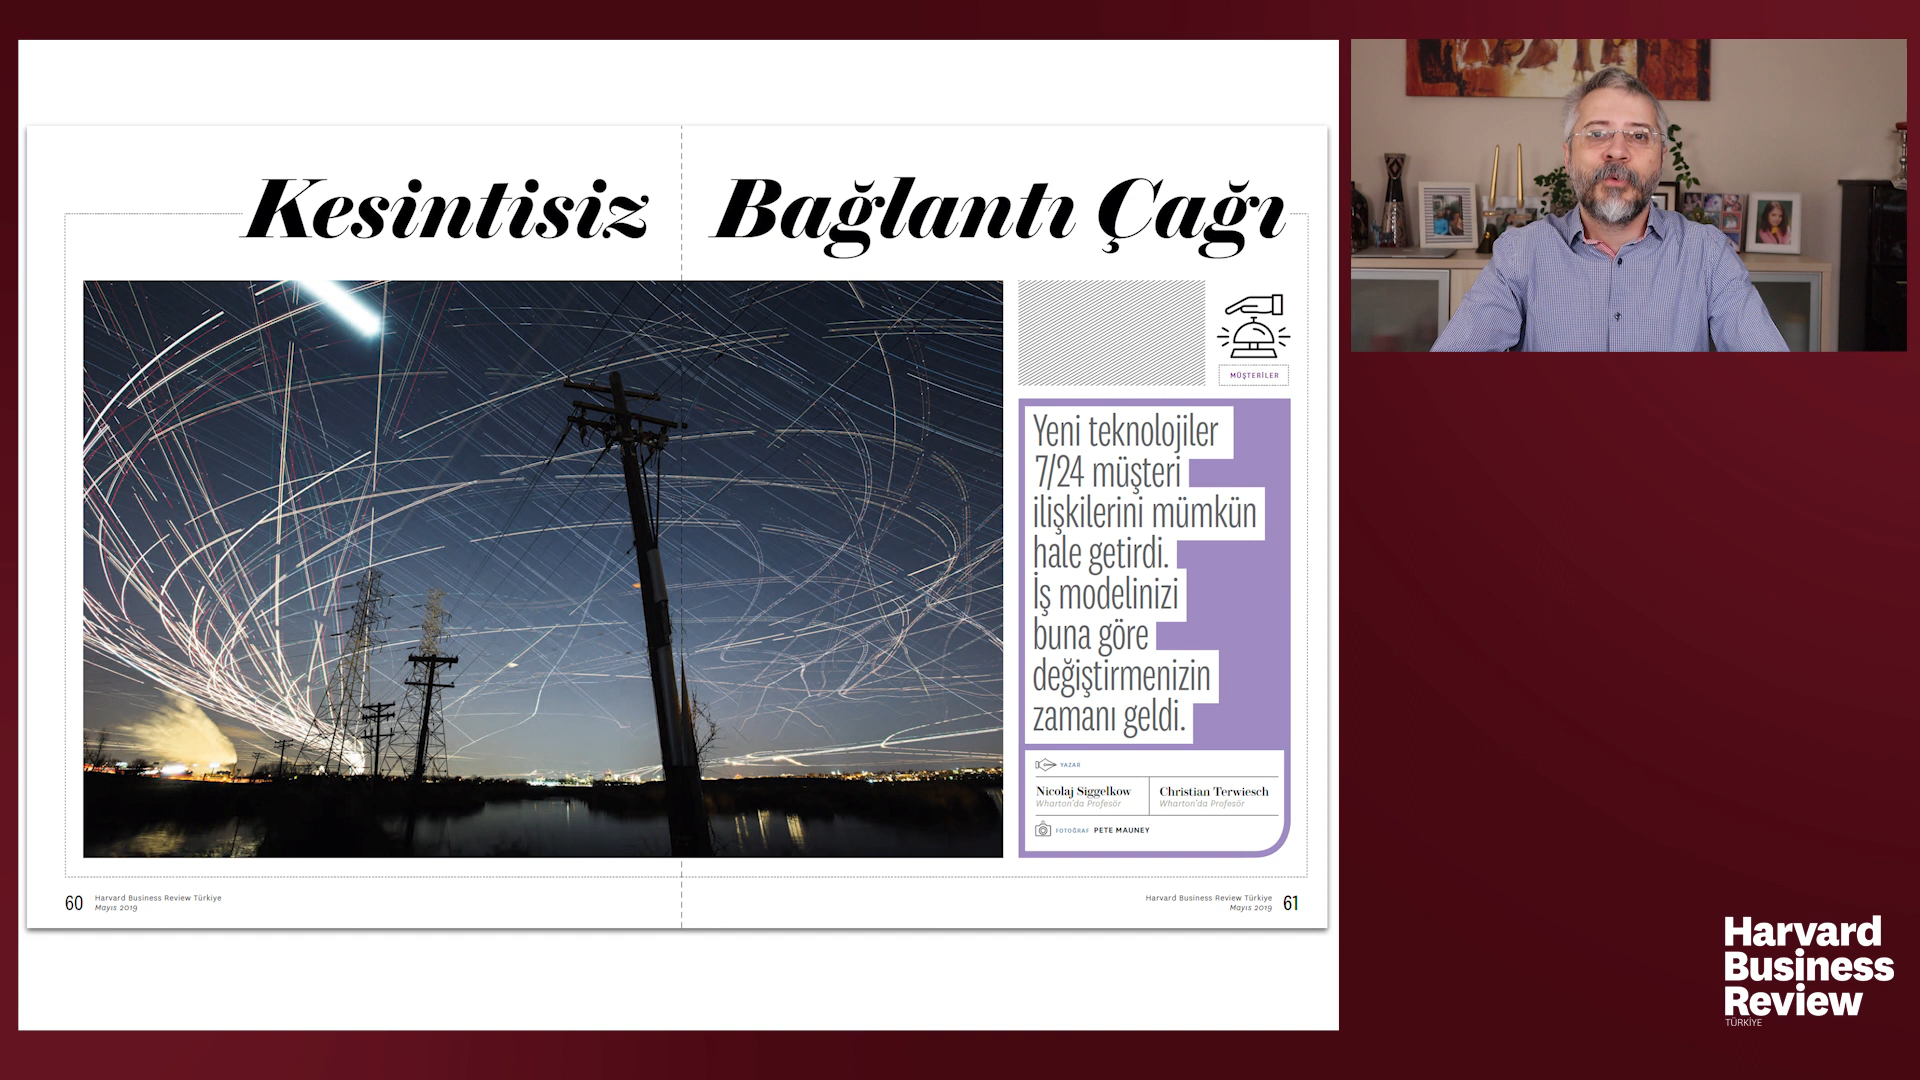 Kesintisiz Bağlantı Çağı
MÜŞTERİLER
Yeni teknolojiler
7/24 müşteri
ilişkilerini mümkün
hale getirdi.
İş modelinizi
buna göre
değiştirmenizin
zamanı geldi.
YAZAR
Nicolaj Siggelkow
Wharton'da Profesör
Christian Terwiesch
Wharton'da Profesör
FOTOĞRAF PETE MAUNEY
60 Harvard Business Review Türkiye
Mayıs 2019
Harvard Business Review Türkiye 61
Mayıs 2019
Harvard
Business
Review
TÜRKİYE